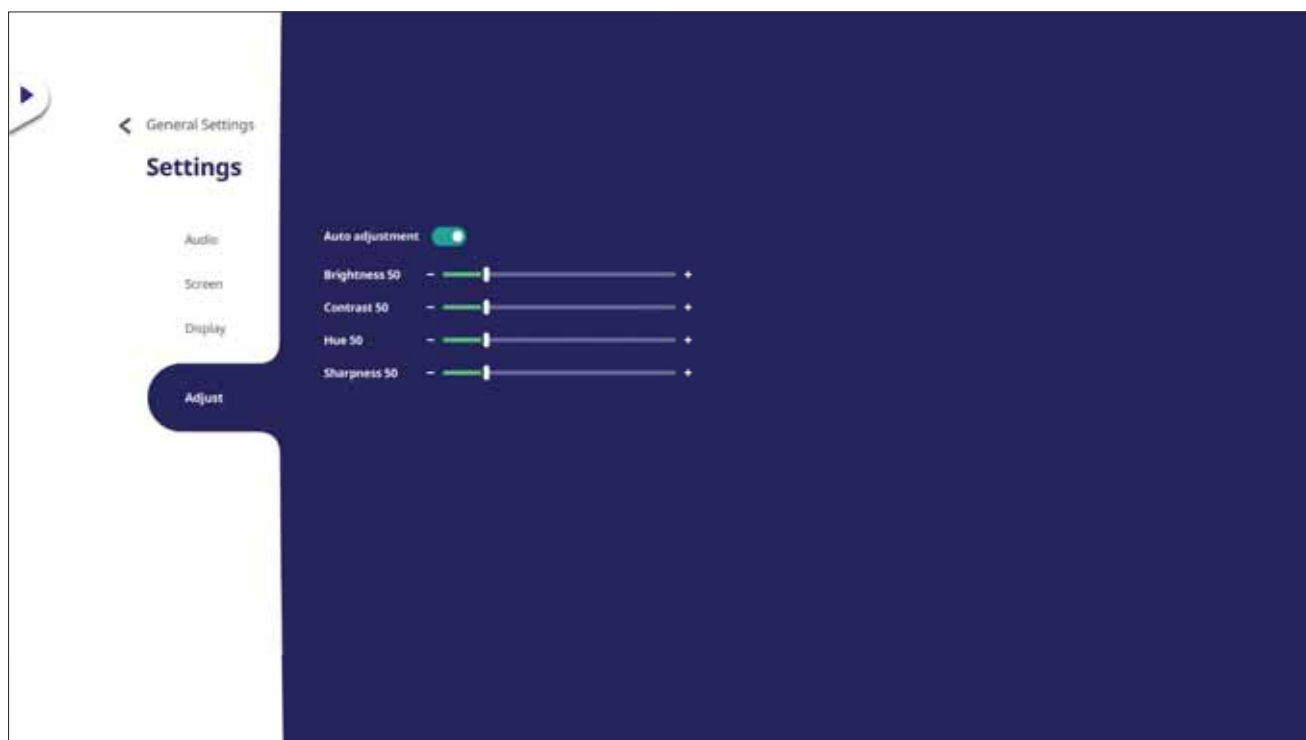 General Settings
Settings
Audio
Screen
Display
Adjust
Auto adjustment
Brightness 50 - +
Contrast 50 - +
Hue 50 - +
Sharpness 50 - +